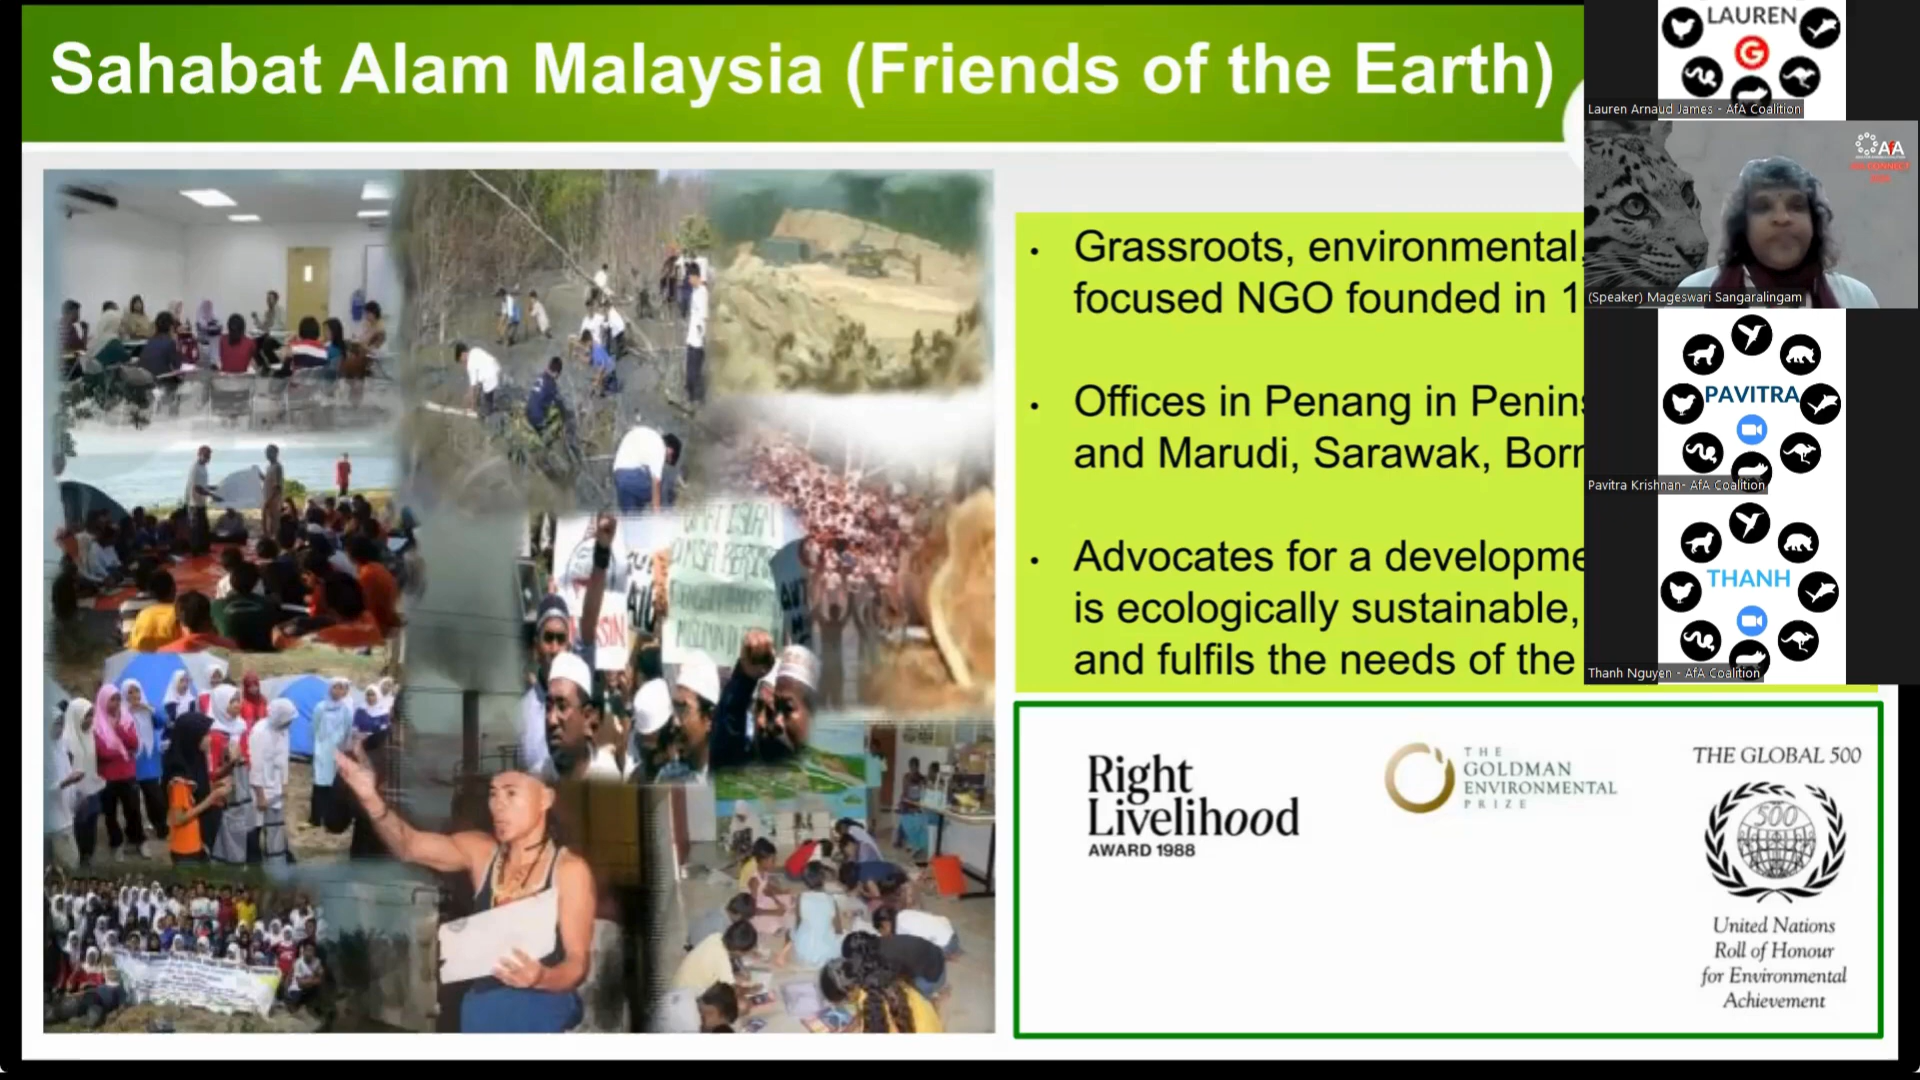 Sahabat Alam Malaysia (Friends of the Earth)
• Grassroots, environmental,
focused NGO founded in 1
• Offices in Penang in Penins
and Marudi, Sarawak, Born
• Advocates for a developme
is ecologically sustainable,
and fulfils the needs of the
Right
Livelihood
AWARD 1988
THE
GOLDMAN
ENVIRONMENTAL
PRIZE
THE GLOBAL 500
500
United Nations
Roll of Honour
for Environmental
Achievement
LAUREN
G
Lauren Arnaud James - AfA Coalition
AfA
(Speaker) Mageswari Sangaralingam
PAVITRA
Pavitra Krishnan- AfA Coalition
THANH
Thanh Nguyen - AfA Coalition